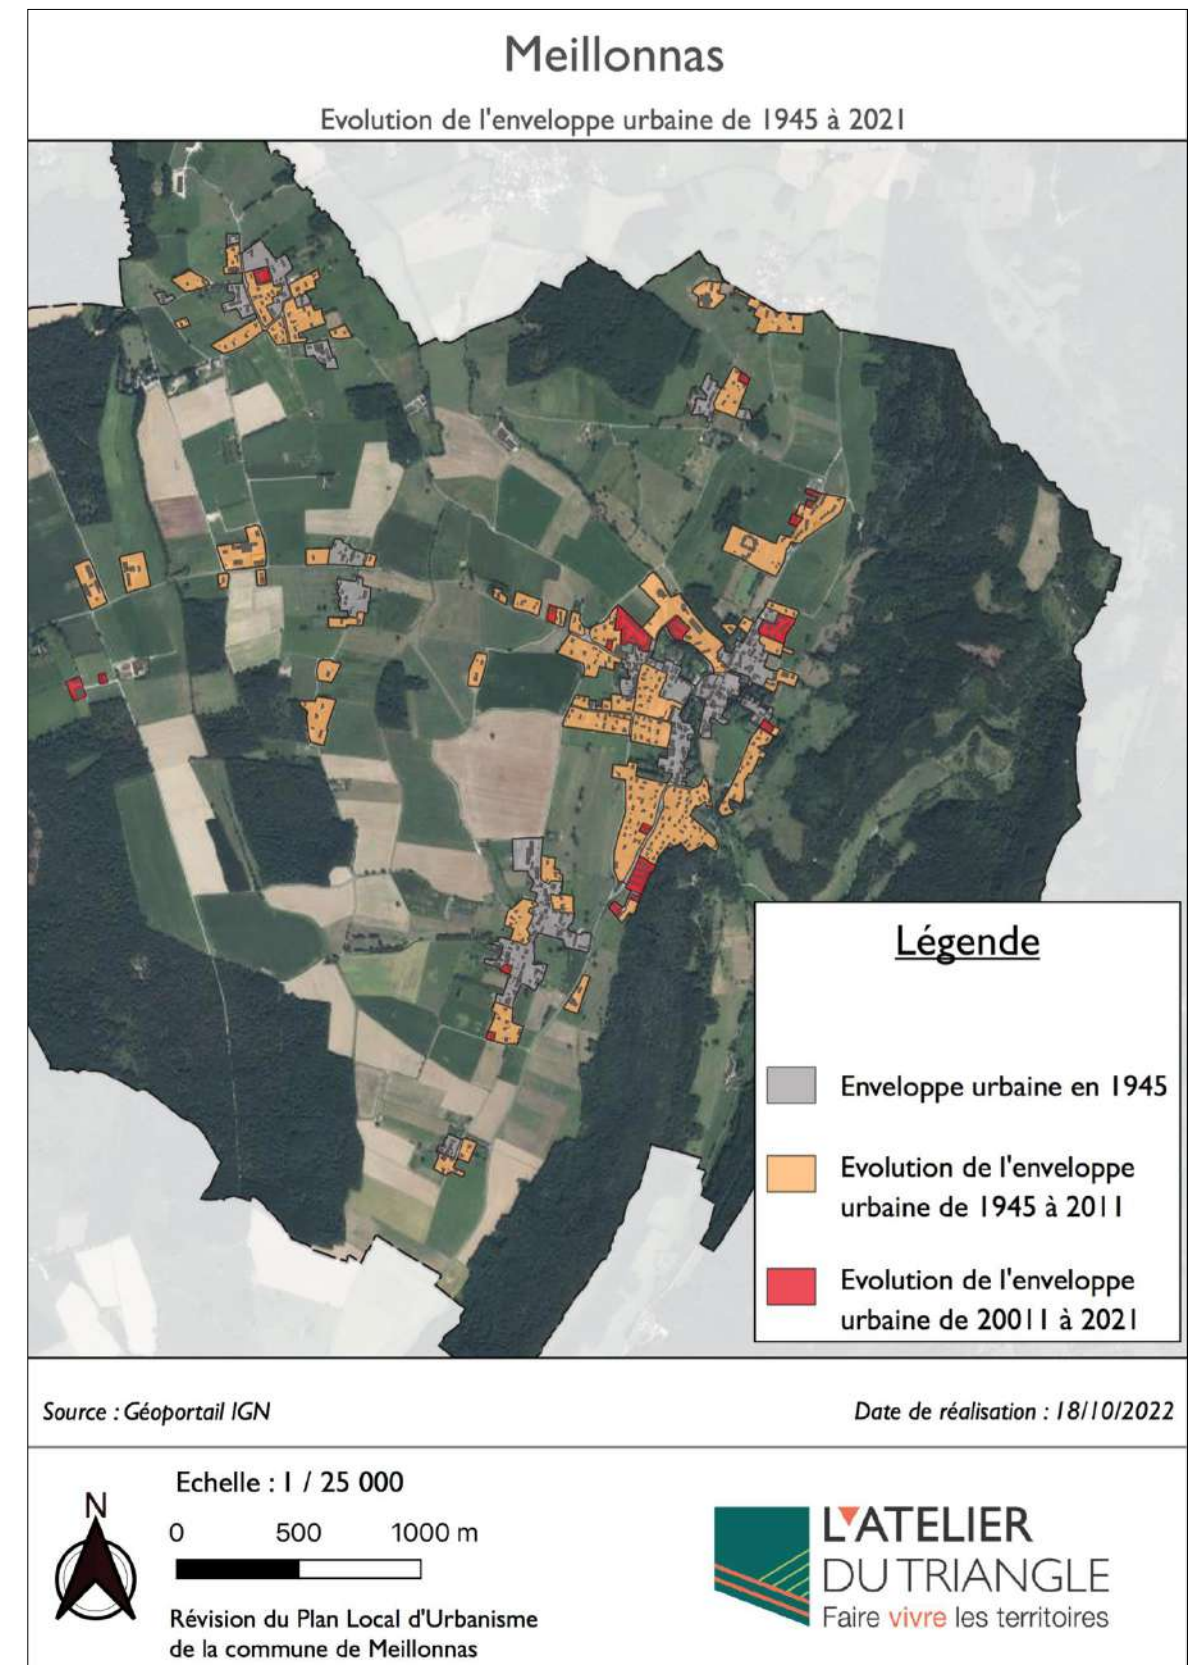 Meillonnas
Evolution de l'enveloppe urbaine de 1945 à 2021
Légende
Enveloppe urbaine en 1945
Evolution de l'enveloppe
urbaine de 1945 à 2011
Evolution de l'enveloppe
urbaine de 20011 à 2021
Source : Géoportail IGN
Date de réalisation : 18/10/2022
N
Echelle : 1 / 25 000
0 500 1000 m
Révision du Plan Local d'Urbanisme
de la commune de Meillonnas
L'ATELIER
DU TRIANGLE
Faire vivre les territoires